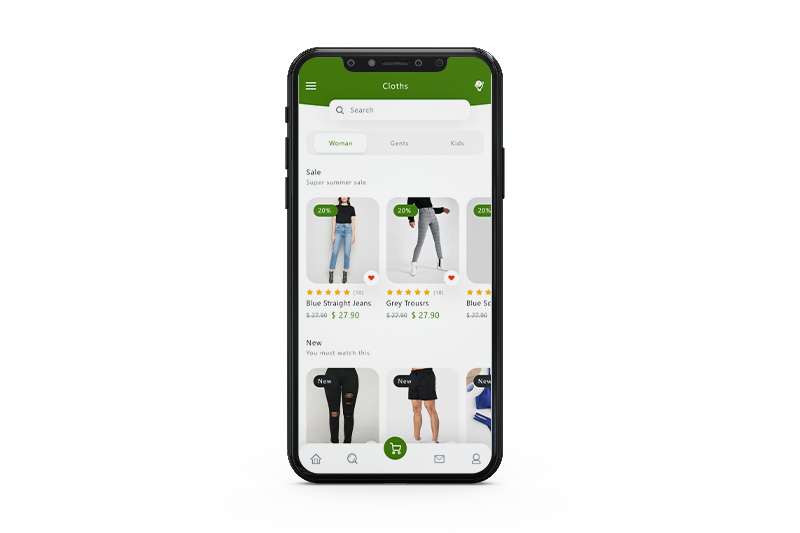 Cloths
Search
Woman Gents Kids
Sale
Super summer sale
20% 20% 20%
(10) (18)
Blue Straight Jeans Grey Trousrs Blue Sc
$ 27.90 $ 27.90 $ 27.90 $ 27.90 $ 27.90
New
You must watch this
New New New